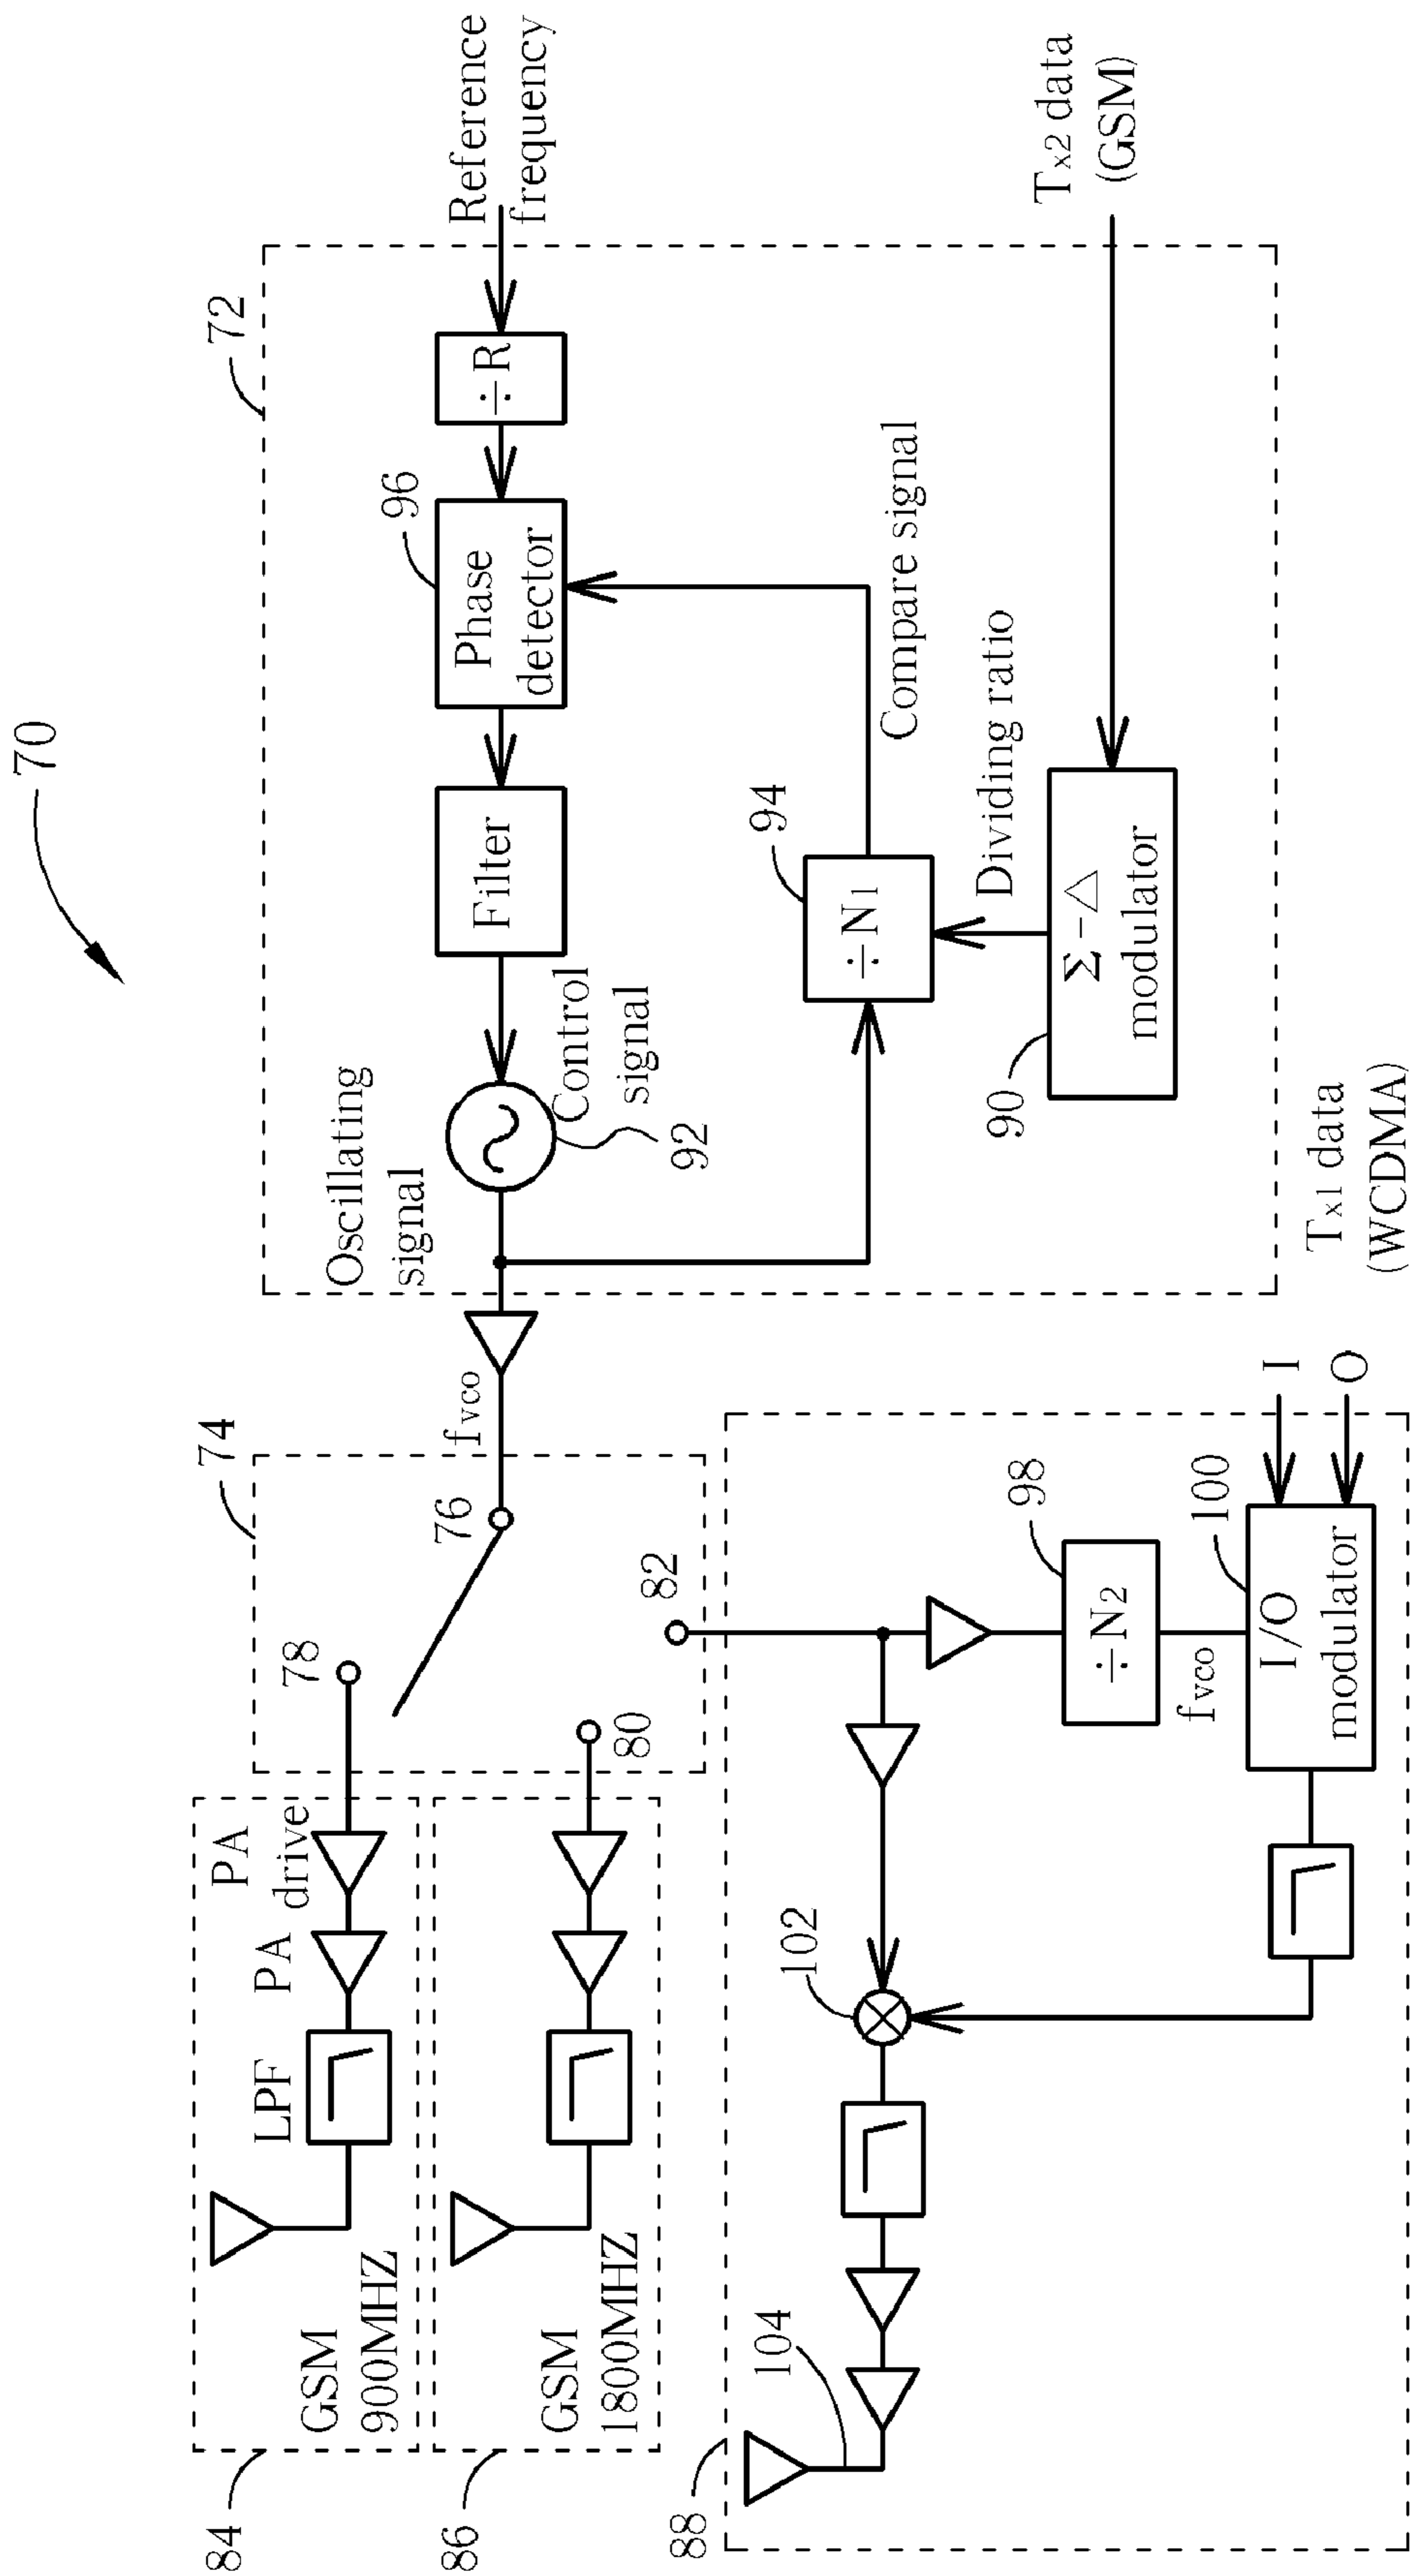 70
84
GSM
900MHZ
LPF
PA
PA
drive
78
74
72
86
GSM
1800MHZ
80
76
fvco
Oscillating
signal
92
Control
signal
Filter
96
Phase
detector
÷R
Reference
frequency
82
94
÷N1
Compare signal
Dividing ratio
90
Σ-△
modulator
Tx2 data
(GSM)
88
104
102
98
÷N2
fvco
100
I/O
modulator
I
O
Tx1 data
(WCDMA)